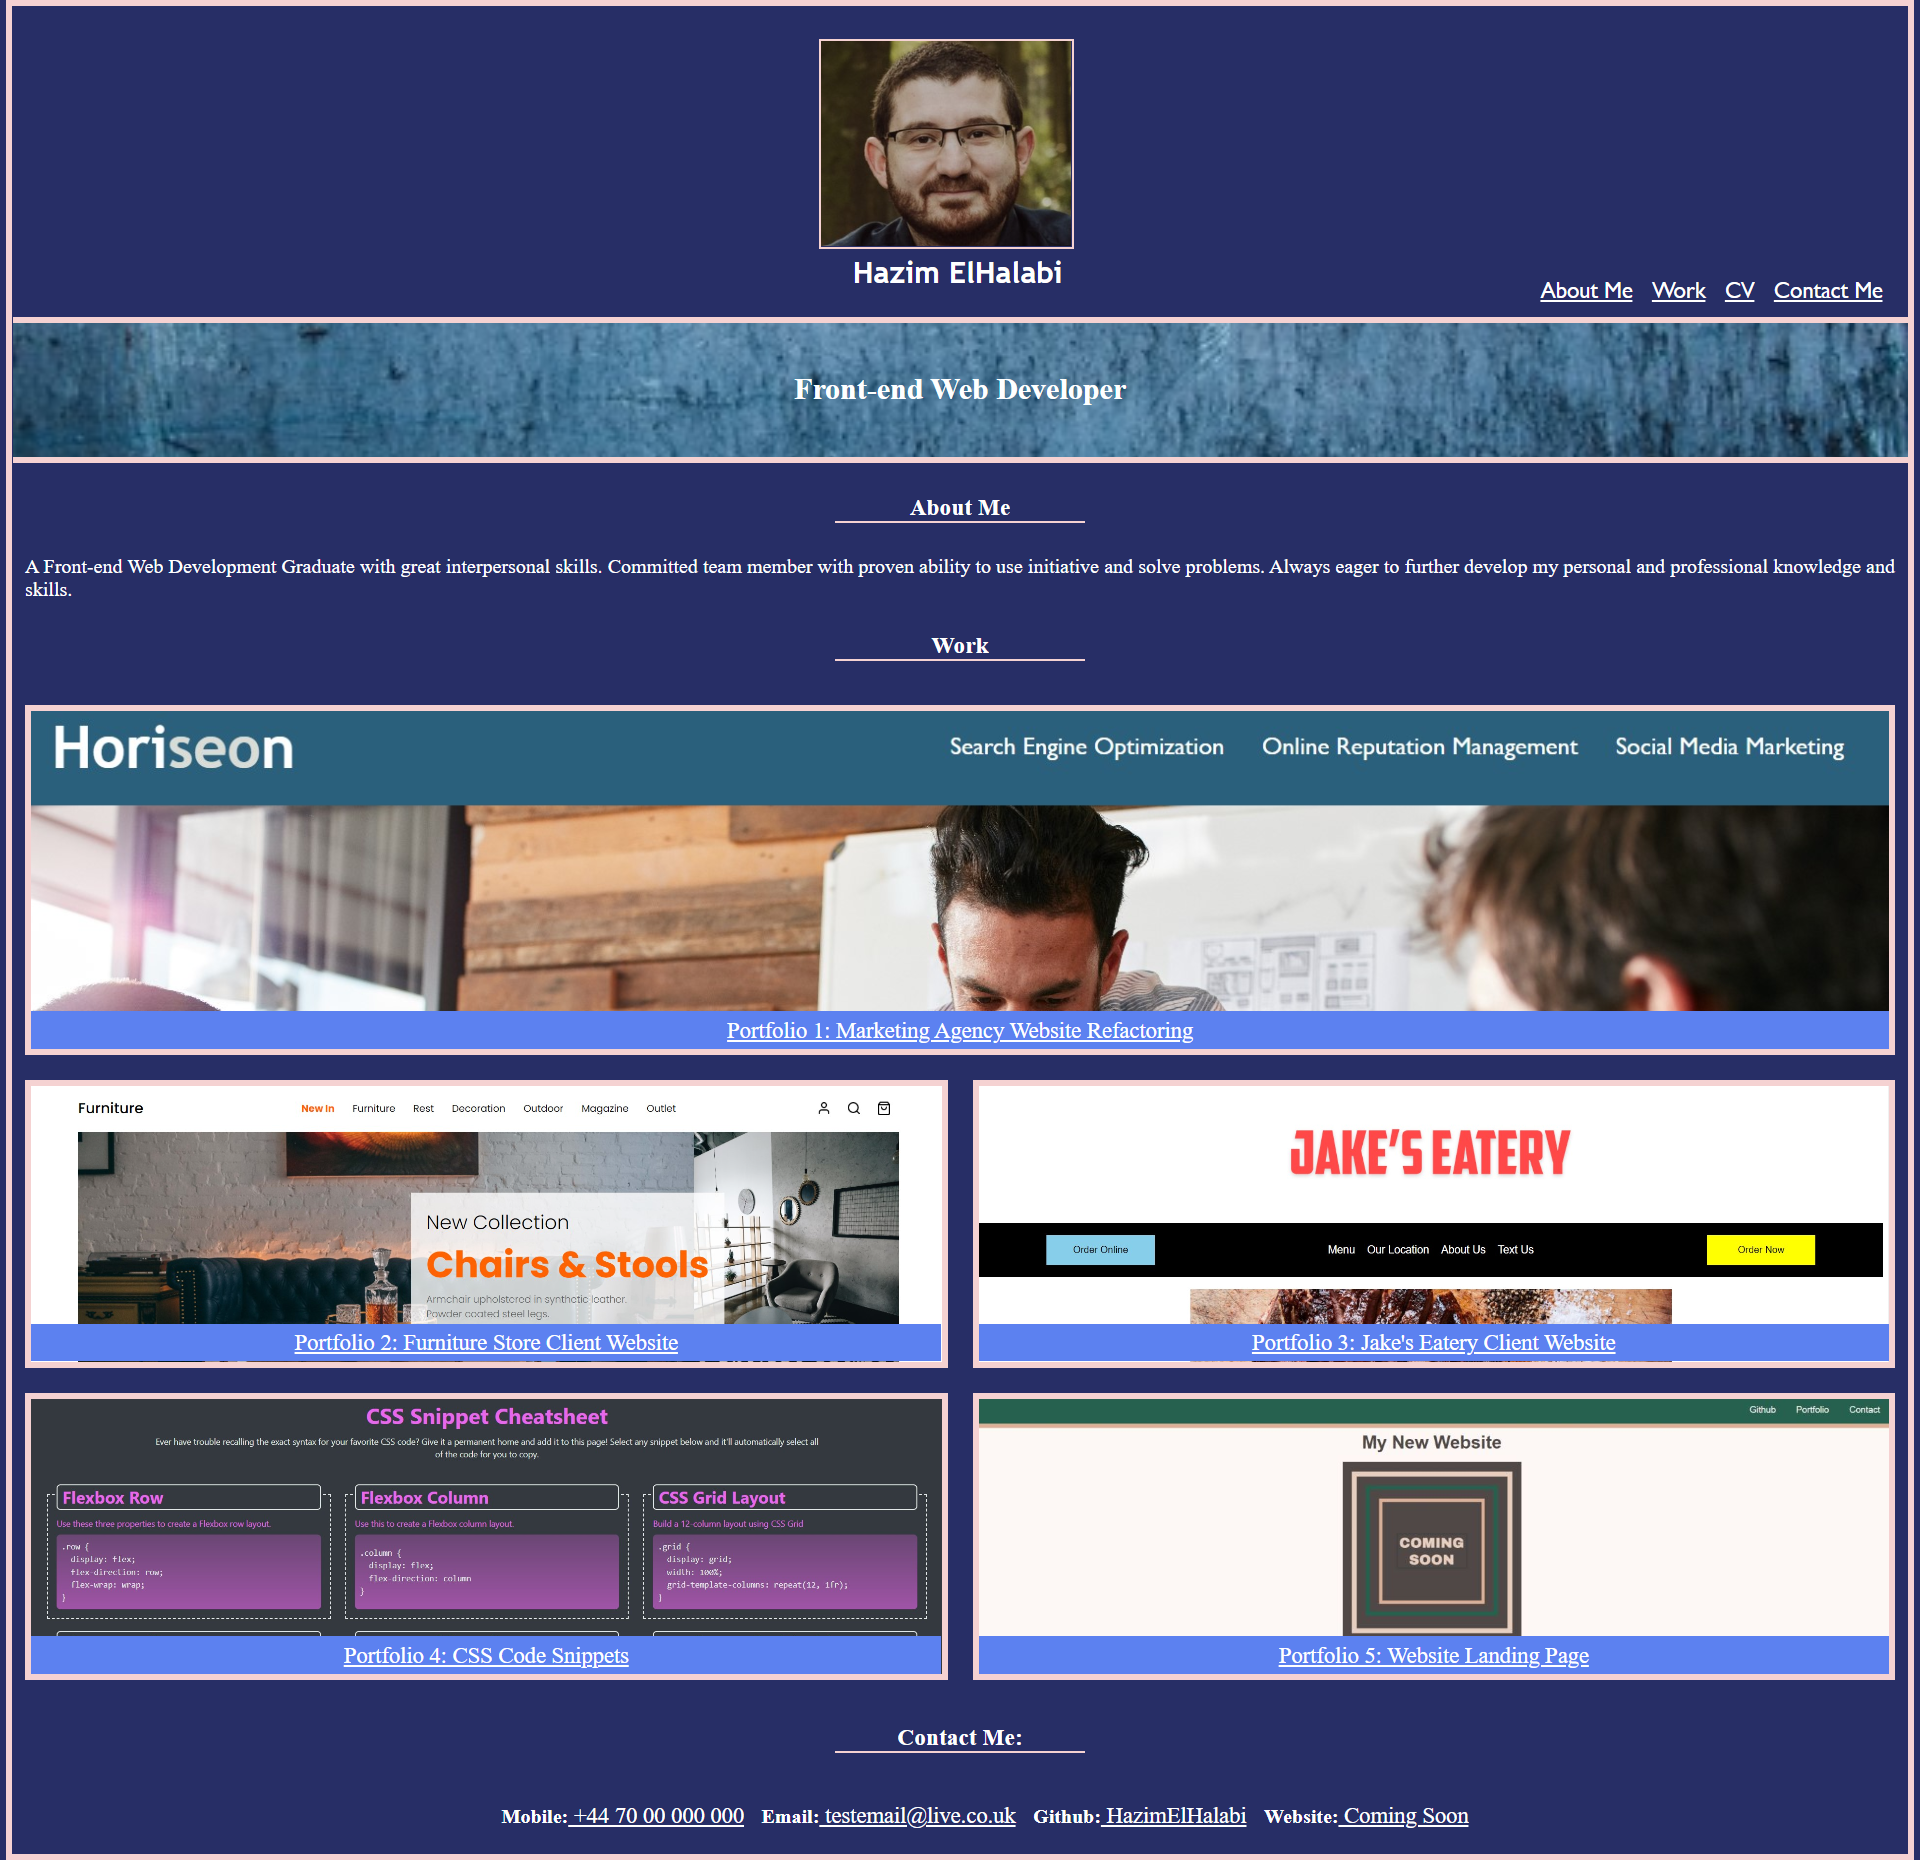 Hazim ElHalabi
About Me Work CV Contact Me
Front-end Web Developer
About Me
A Front-end Web Development Graduate with great interpersonal skills. Committed team member with proven ability to use initiative and solve problems. Always eager to further develop my personal and professional knowledge and
skills.
Work
Horiseon
Search Engine Optimization Online Reputation Management Social Media Marketing
Portfolio 1: Marketing Agency Website Refactoring
Furniture
New In Furniture Rest Decoration Outdoor Magazine Outlet
New Collection
Chairs & Stools
Armchair upholstered in synthetic leather.
Powder coated steel legs.
Portfolio 2: Furniture Store Client Website
JAKE'S EATERY
Order Online
Menu Our Location About Us Text Us
Order Now
Portfolio 3: Jake's Eatery Client Website
CSS Snippet Cheatsheet
Ever have trouble recalling the exact syntax for your favorite CSS code? Give it a permanent home and add it to this page! Select any snippet below and it'll automatically select all
of the code for you to copy.
Flexbox Row
Use these three properties to create a Flexbox row layout.
.row {
display: flex;
flex-direction: row;
flex-wrap: wrap;
}
Flexbox Column
Use this to create a Flexbox column layout.
.column {
display: flex;
flex-direction: column
}
CSS Grid Layout
Build a 12-column layout using CSS Grid
.grid {
display: grid;
width: 100%;
grid-template-columns: repeat(12, 1fr);
}
Portfolio 4: CSS Code Snippets
Github Portfolio Contact
My New Website
COMING
SOON
Portfolio 5: Website Landing Page
Contact Me:
Mobile: +44 70 00 000 000 Email: testemail@live.co.uk Github: HazimElHalabi Website: Coming Soon